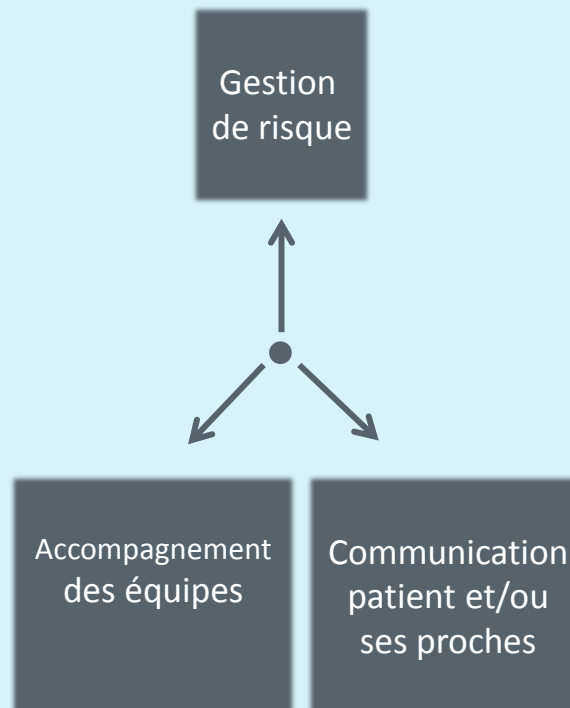 Gestion
de risque
Accompagnement
des équipes
Communication
patient et/ou
ses proches